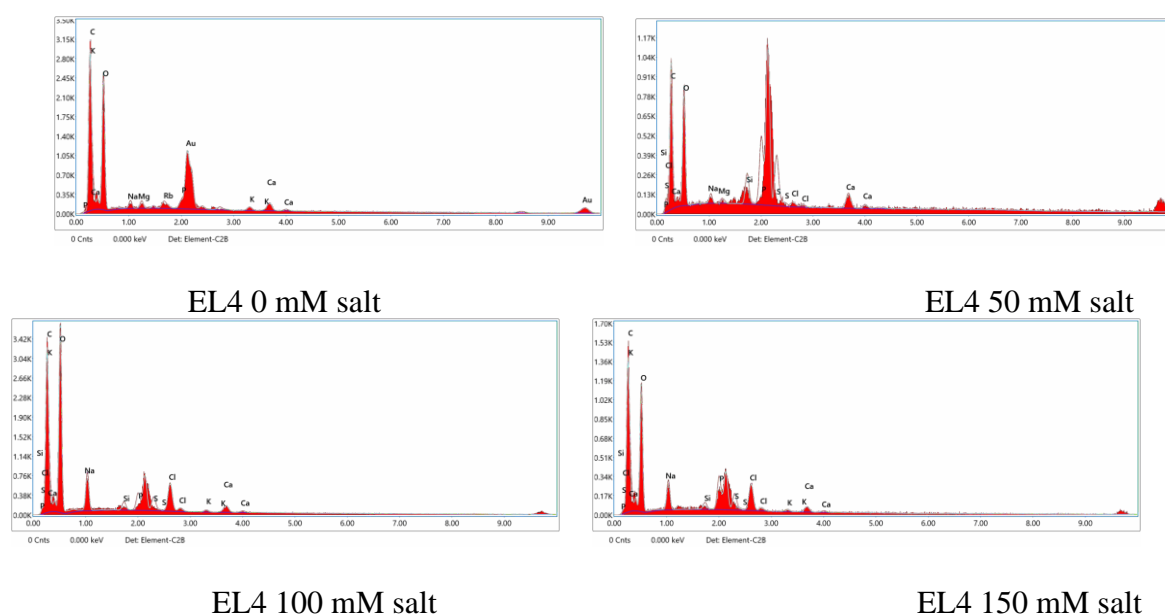 3.50K
3.15K
2.80K
2.45K
2.10K
1.75K
1.40K
1.05K
0.70K
0.35K
0.00K
C
K
O
Ca
P
Na Mg
Rb
P
Au
K
K
Ca
Ca
Au
0.00 1.00 2.00 3.00 4.00 5.00 6.00 7.00 8.00 9.00
0 Cnts 0.000 keV Det: Element-C2B
1.17K
1.04K
0.91K
0.78K
0.65K
0.52K
0.39K
0.26K
0.13K
0.00K
C
O
Si
Cl
S
Ca
P
Na Mg
Si
P
S
S
Cl
Cl
Ca
Ca
0.00 1.00 2.00 3.00 4.00 5.00 6.00 7.00 8.00 9.00
0 Cnts 0.000 keV Det: Element-C2B
EL4 0 mM salt
EL4 50 mM salt
3.42K
3.04K
2.66K
2.28K
1.90K
1.52K
1.14K
0.76K
0.38K
0.00K
C
K
O
Si
Cl
S
Ca
P
Na
Si
P
S
S
Cl
Cl
K
K
Ca
Ca
0.00 1.00 2.00 3.00 4.00 5.00 6.00 7.00 8.00 9.00
0 Cnts 0.000 keV Det: Element-C2B
1.70K
1.53K
1.36K
1.19K
1.02K
0.85K
0.68K
0.51K
0.34K
0.17K
0.00K
C
K
O
Si
Cl
S
Ca
P
Na
Si
P
S
S
Cl
Cl
K
K
Ca
Ca
0.00 1.00 2.00 3.00 4.00 5.00 6.00 7.00 8.00 9.00
0 Cnts 0.000 keV Det: Element-C2B
EL4 100 mM salt
EL4 150 mM salt